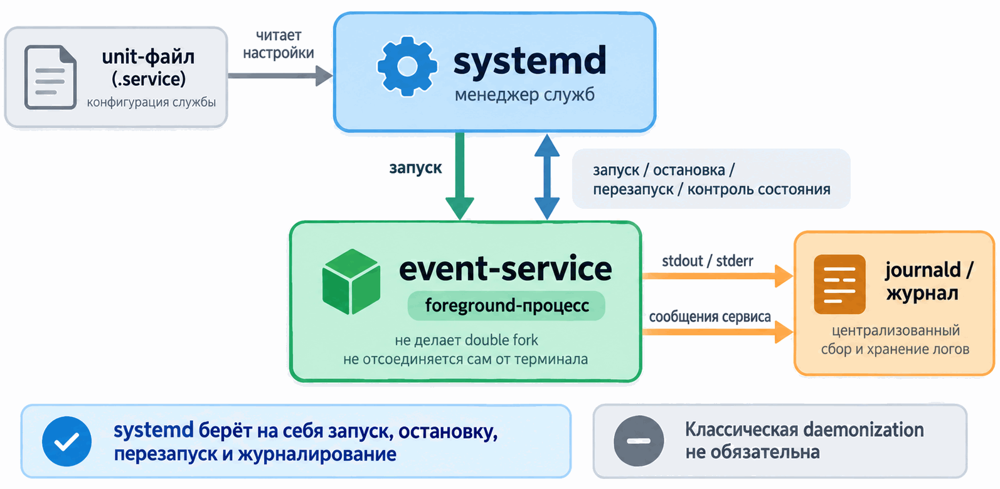 unit-файл
(.service)
конфигурация службы
читает
настройки
systemd
менеджер служб
запуск
запуск / остановка /
перезапуск / контроль состояния
event-service
foreground-процесс
не делает double fork
не отсоединяется сам от терминала
stdout / stderr
сообщения сервиса
journald /
журнал
централизованный
сбор и хранение логов
systemd берёт на себя запуск, остановку,
перезапуск и журналирование
Классическая daemonization
не обязательна